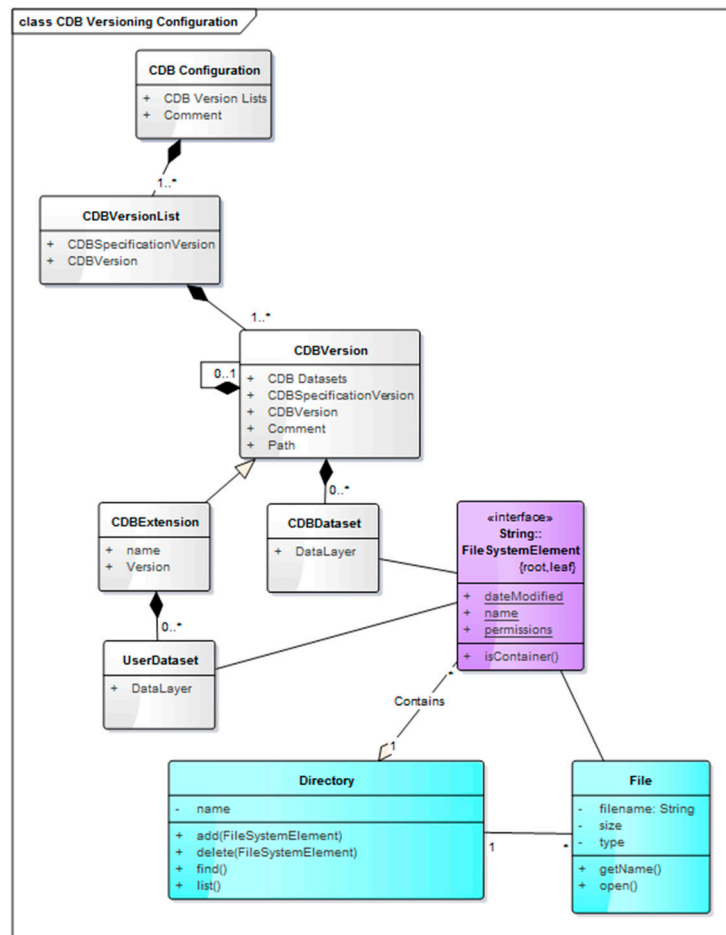 class CDB Versioning Configuration
CDB Configuration
+ CDB Version Lists
+ Comment
1..*
CDBVersionList
+ CDBSpecificationVersion
+ CDBVersion
1..*
CDBVersion
+ CDB Datasets
+ CDBSpecificationVersion
+ CDBVersion
+ Comment
+ Path
0..1
0..*
CDBExtension
+ name
+ Version
CDBDataset
+ DataLayer
«interface»
String::
FileSystemElement
{root,leaf}
+ dateModified
+ name
+ permissions
+ isContainer()
0..*
UserDataset
+ DataLayer
*
Contains
1
Directory
- name
+ add(FileSystemElement)
+ delete(FileSystemElement)
+ find()
+ list()
1
*
File
- filename: String
- size
- type
+ getName()
+ open()